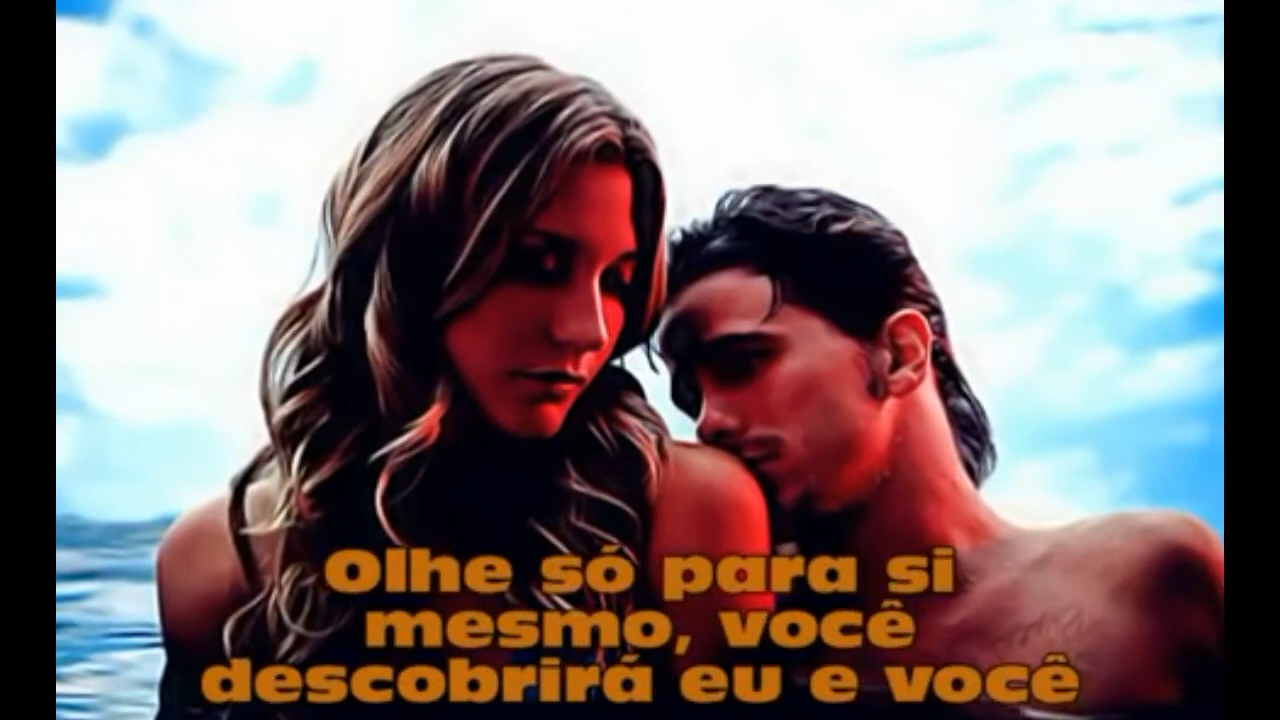 Olhe só para si
mesmo, você
descobrirá eu e você